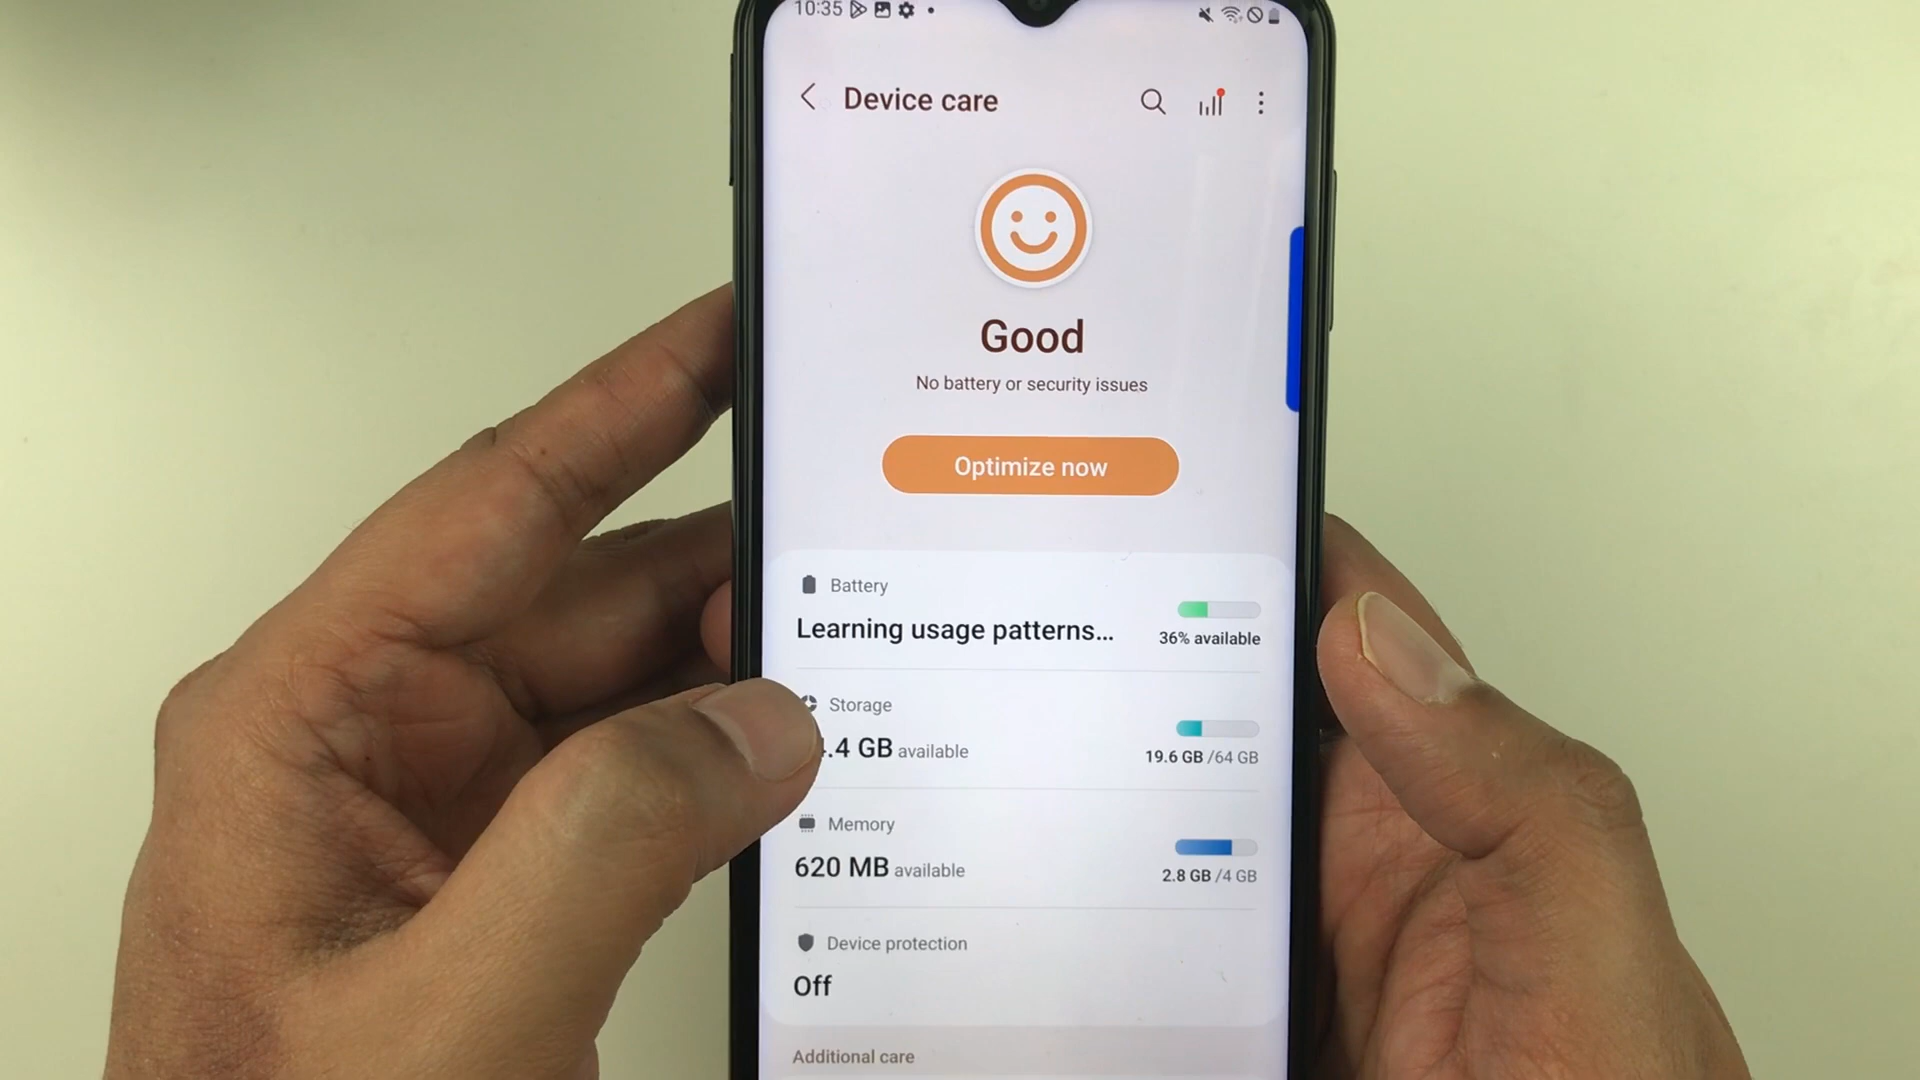 10:35
Device care
Good
No battery or security issues
Optimize now
Battery
Learning usage patterns...
36% available
Storage
.4 GB available
19.6 GB /64 GB
Memory
620 MB available
2.8 GB /4 GB
Device protection
Off
Additional care